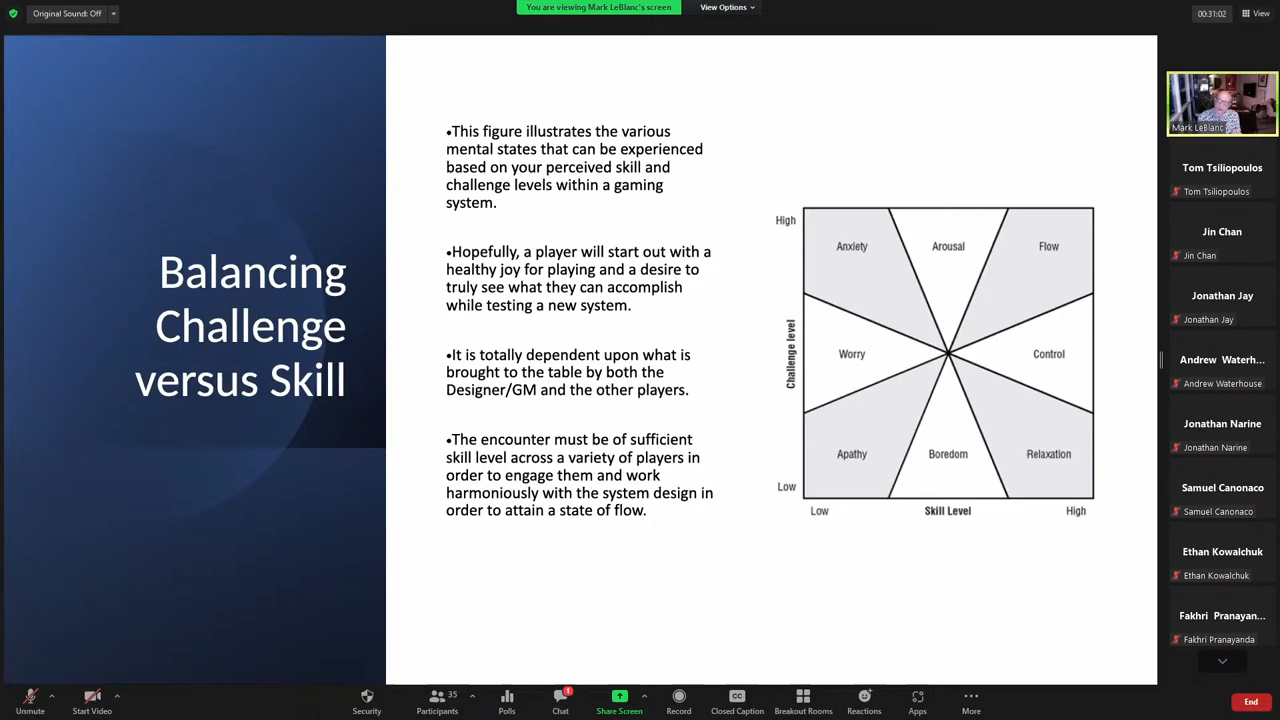 Original Sound: Off
You are viewing Mark LeBlanc's screen
View Options
00:31:02
View
Balancing
Challenge
versus Skill
•This figure illustrates the various
mental states that can be experienced
based on your perceived skill and
challenge levels within a gaming
system.
•Hopefully, a player will start out with a
healthy joy for playing and a desire to
truly see what they can accomplish
while testing a new system.
•It is totally dependent upon what is
brought to the table by both the
Designer/GM and the other players.
•The encounter must be of sufficient
skill level across a variety of players in
order to engage them and work
harmoniously with the system design in
order to attain a state of flow.
High
Anxiety
Arousal
Flow
Challenge level
Worry
Control
Apathy
Boredom
Relaxation
Low
Low
Skill Level
High
Mark LeBlanc
Tom Tsiliopoulos
Tom Tsiliopoulos
Jin Chan
Jin Chan
Jonathan Jay
Jonathan Jay
Andrew Waterh...
Andrew Waterhouse
Jonathan Narine
Jonathan Narine
Samuel Canonaco
Samuel Canonaco
Ethan Kowalchuk
Ethan Kowalchuk
Fakhri Pranayan...
Fakhri Pranayanda
Unmute
Start Video
Security
35
Participants
Polls
1
Chat
Share Screen
Record
CC
Closed Caption
Breakout Rooms
Reactions
Apps
More
End